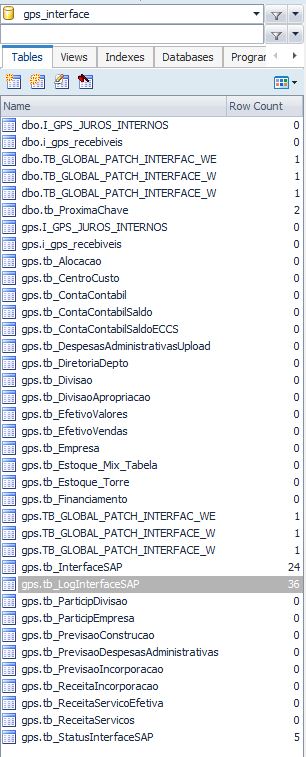 gps_interface
Tables Views Indexes Databases Program
Name Row Count
dbo.I_GPS_JUROS_INTERNOS 0
dbo.i_gps_recebiveis 0
dbo.TB_GLOBAL_PATCH_INTERFAC_WE 1
dbo.TB_GLOBAL_PATCH_INTERFACE_W 1
dbo.TB_GLOBAL_PATCH_INTERFACE_W 1
dbo.tb_ProximaChave 2
gps.I_GPS_JUROS_INTERNOS 0
gps.i_gps_recebiveis 0
gps.tb_Alocacao 0
gps.tb_CentroCusto 0
gps.tb_ContaContabil 0
gps.tb_ContaContabilSaldo 0
gps.tb_ContaContabilSaldoECCS 0
gps.tb_DespesasAdministrativasUpload 0
gps.tb_DiretoriaDepto 0
gps.tb_Divisao 0
gps.tb_DivisaoApropriacao 0
gps.tb_EfetivoValores 0
gps.tb_EfetivoVendas 0
gps.tb_Empresa 0
gps.tb_Estoque_Mix_Tabela 0
gps.tb_Estoque_Torre 0
gps.tb_Financiamento 0
gps.TB_GLOBAL_PATCH_INTERFAC_WE 1
gps.TB_GLOBAL_PATCH_INTERFACE_W 1
gps.TB_GLOBAL_PATCH_INTERFACE_W 1
gps.tb_InterfaceSAP 24
gps.tb_LogInterfaceSAP 36
gps.tb_ParticipDivisao 0
gps.tb_ParticipEmpresa 0
gps.tb_PrevisaoConstrucao 0
gps.tb_PrevisaoDespesasAdministrativas 0
gps.tb_PrevisaoIncorporacao 0
gps.tb_ReceitaIncorporacao 0
gps.tb_ReceitaServicoEfetiva 0
gps.tb_ReceitaServicos 0
gps.tb_StatusInterfaceSAP 5